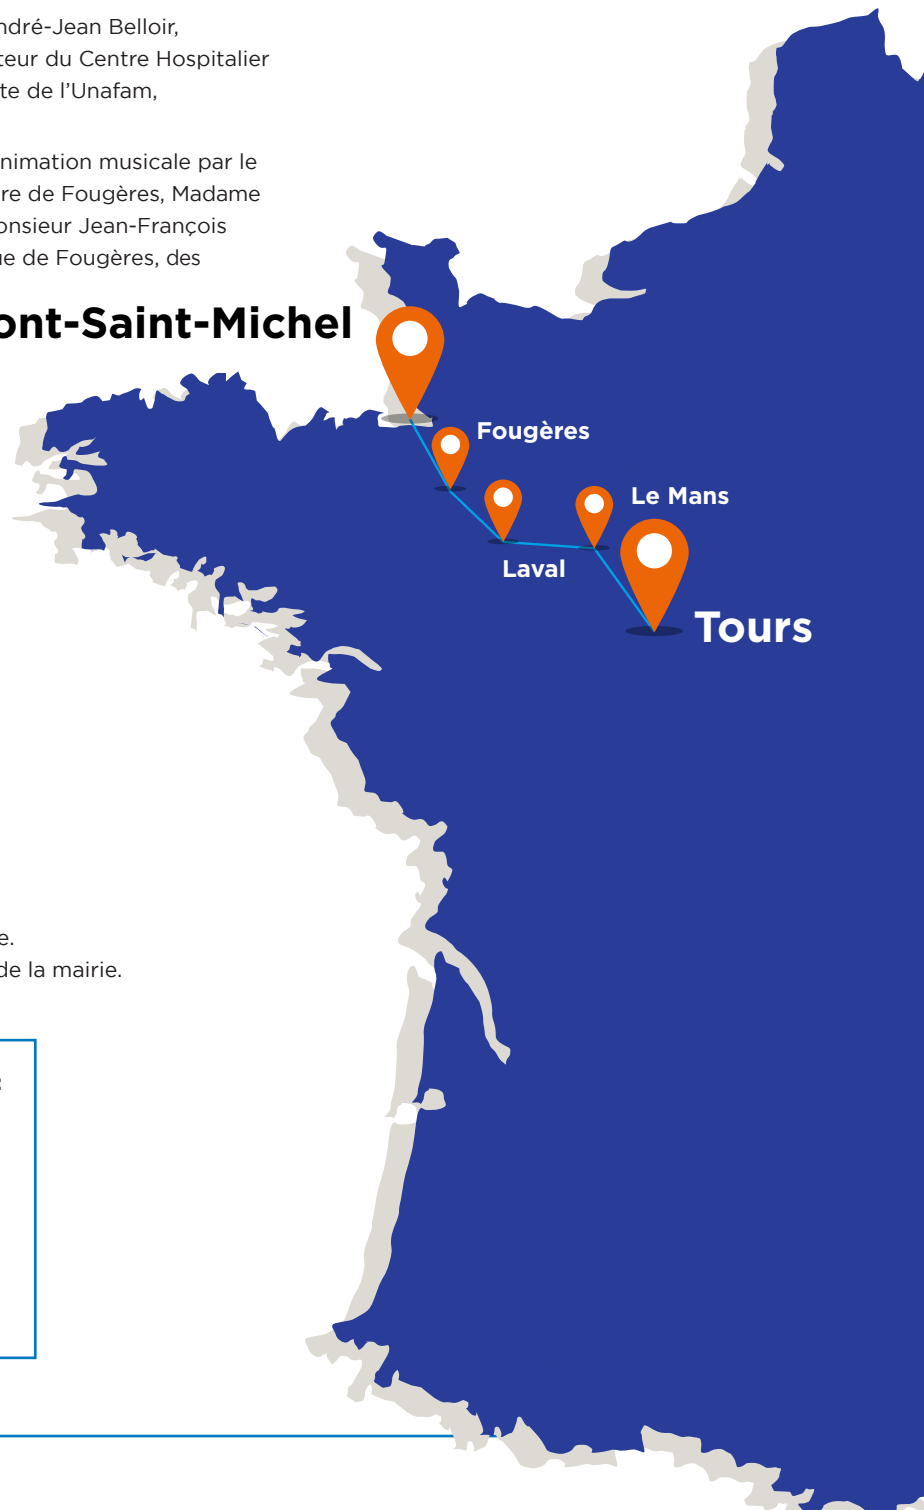 ndré-Jean Belloir,
teur du Centre Hospitalier
te de l'Unafam,
nimation musicale par le
re de Fougères, Madame
onsieur Jean-François
ue de Fougères, des
ont-Saint-Michel
Fougères
Le Mans
Laval
Tours
e.
de la mairie.
: